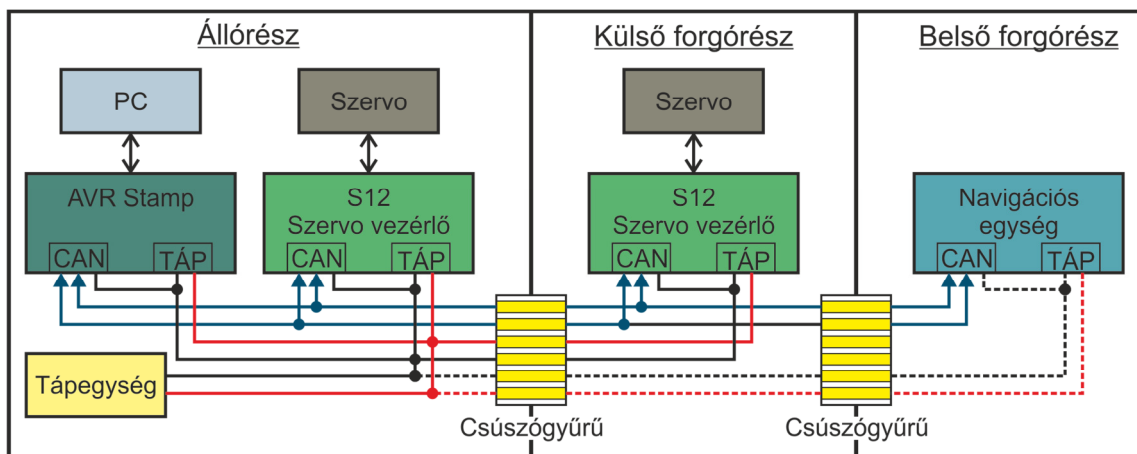 Állórész
Külső forgórész
Belső forgórész
PC
Szervo
Szervo
AVR Stamp
S12
Szervo vezérlő
S12
Szervo vezérlő
Navigációs
egység
CAN
TÁP
CAN
TÁP
CAN
TÁP
CAN
TÁP
Tápegység
Csúszógyűrű
Csúszógyűrű